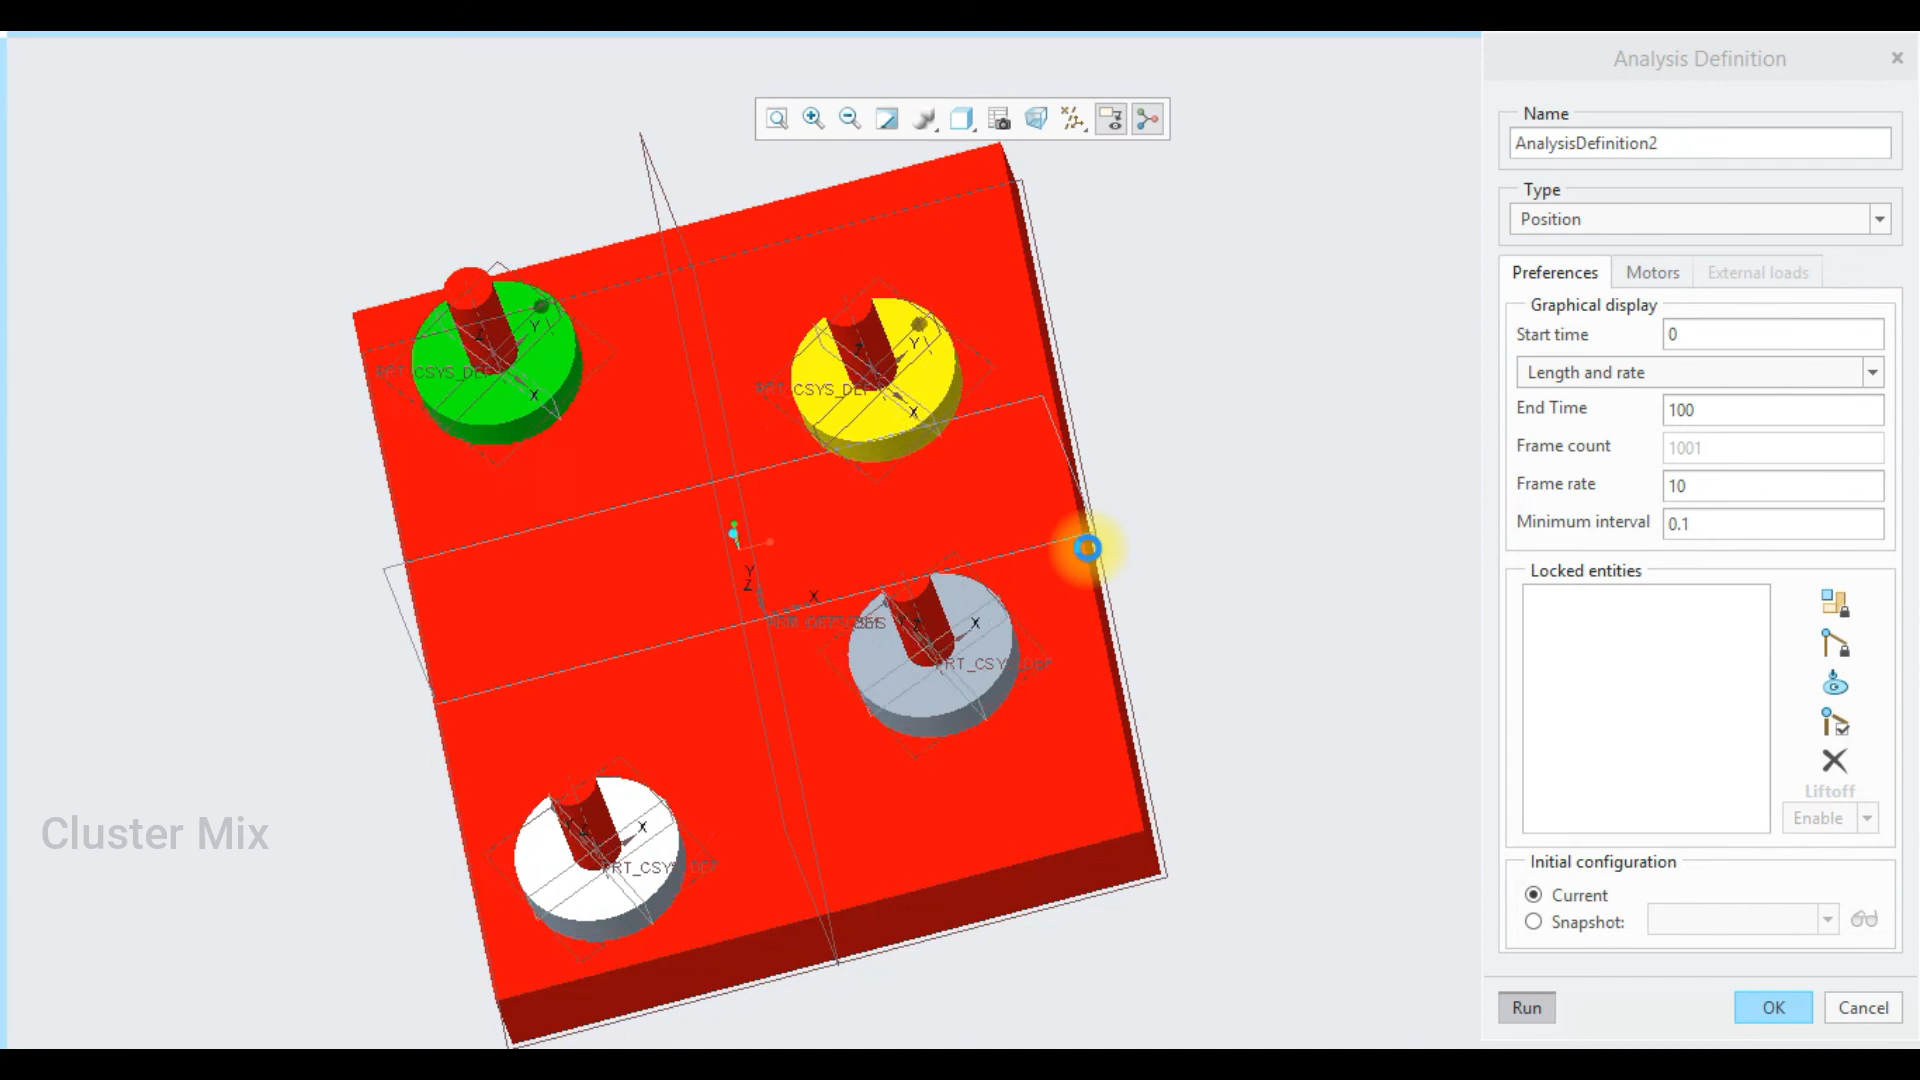 Analysis Definition
Name
AnalysisDefinition2
Type
Position
Preferences Motors External loads
Graphical display
Start time 0
Length and rate
End Time 100
Frame count 1001
Frame rate 10
Minimum interval 0.1
Locked entities
Liftoff
Enable
Initial configuration
Current
Snapshot:
Run OK Cancel
Z Y
X
Z Y
X
Y
Z
X
X
Z
X
Z
Cluster Mix